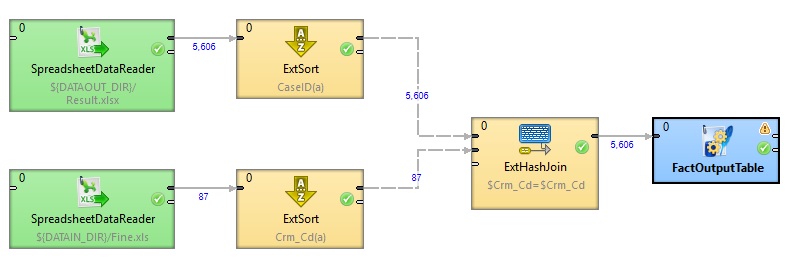 0
XLS
SpreadsheetDataReader
${DATAOUT_DIR}/
Result.xlsx
5,606
0
A
Z
ExtSort
CaseID(a)
5,606
0
XLS
SpreadsheetDataReader
${DATAIN_DIR}/Fine.xls
87
0
A
Z
ExtSort
Crm_Cd(a)
87
0
ExtHashJoin
$Crm_Cd=$Crm_Cd
5,606
0
FactOutputTable